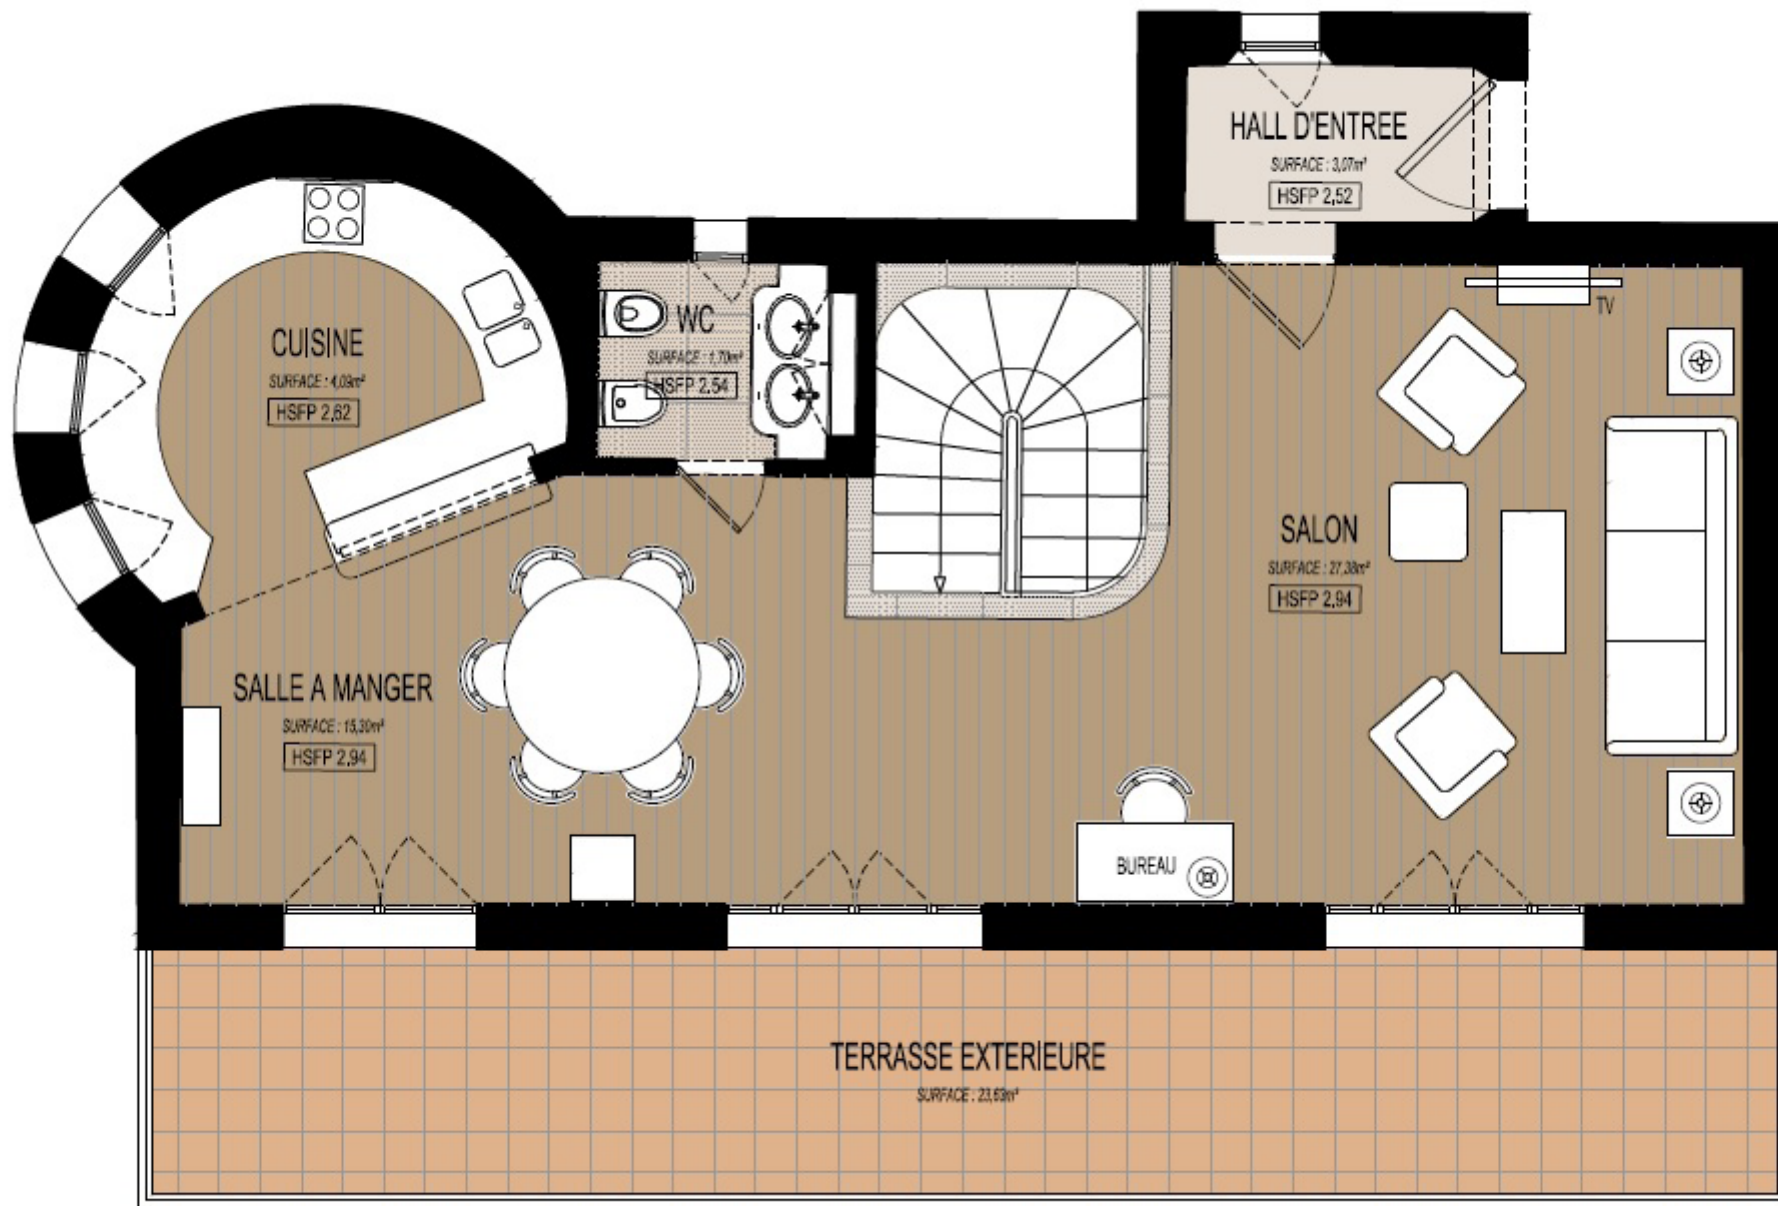 HALL D'ENTREE
SURFACE : 3,07m²
HSFP 2,52
CUISINE
SURFACE : 4,09m²
HSFP 2,62
WC
SURFACE : 1,70m²
HSFP 2,54
TV
SALON
SURFACE : 27,38m²
HSFP 2,94
SALLE A MANGER
SURFACE : 15,30m²
HSFP 2,94
BUREAU
TERRASSE EXTERIEURE
SURFACE : 23,63m²